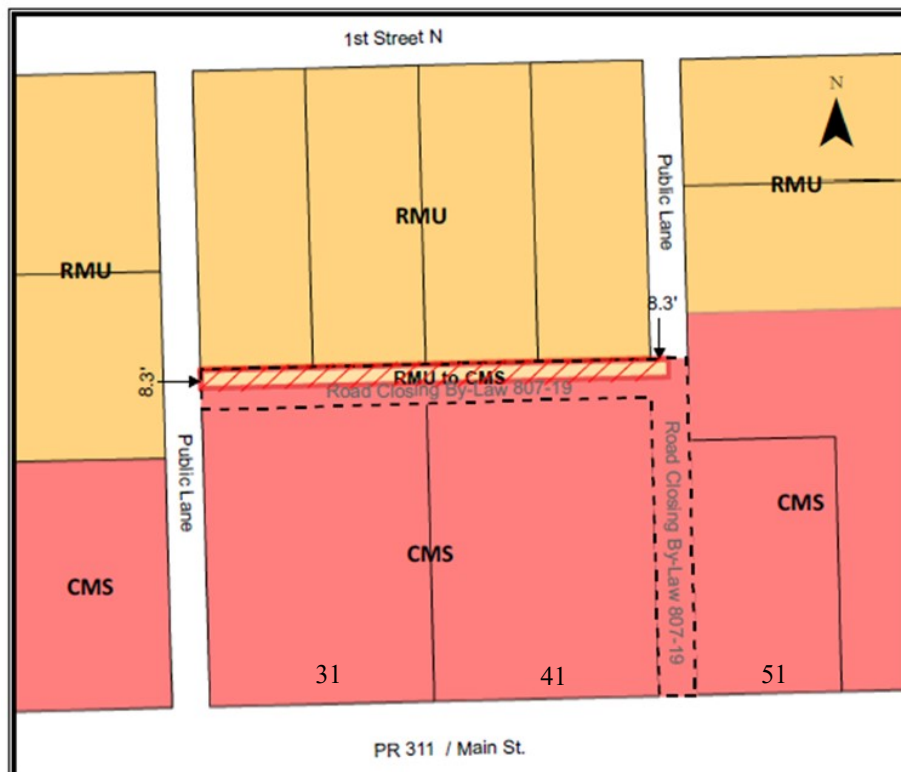 1st Street N
N
Public Lane
RMU
RMU
RMU
8.3'
8.3'
RMU to CMS
Road Closing By-Law 807-19
Public Lane
Road Closing By-Law 807-19
CMS
CMS
CMS
31
41
51
PR 311 / Main St.